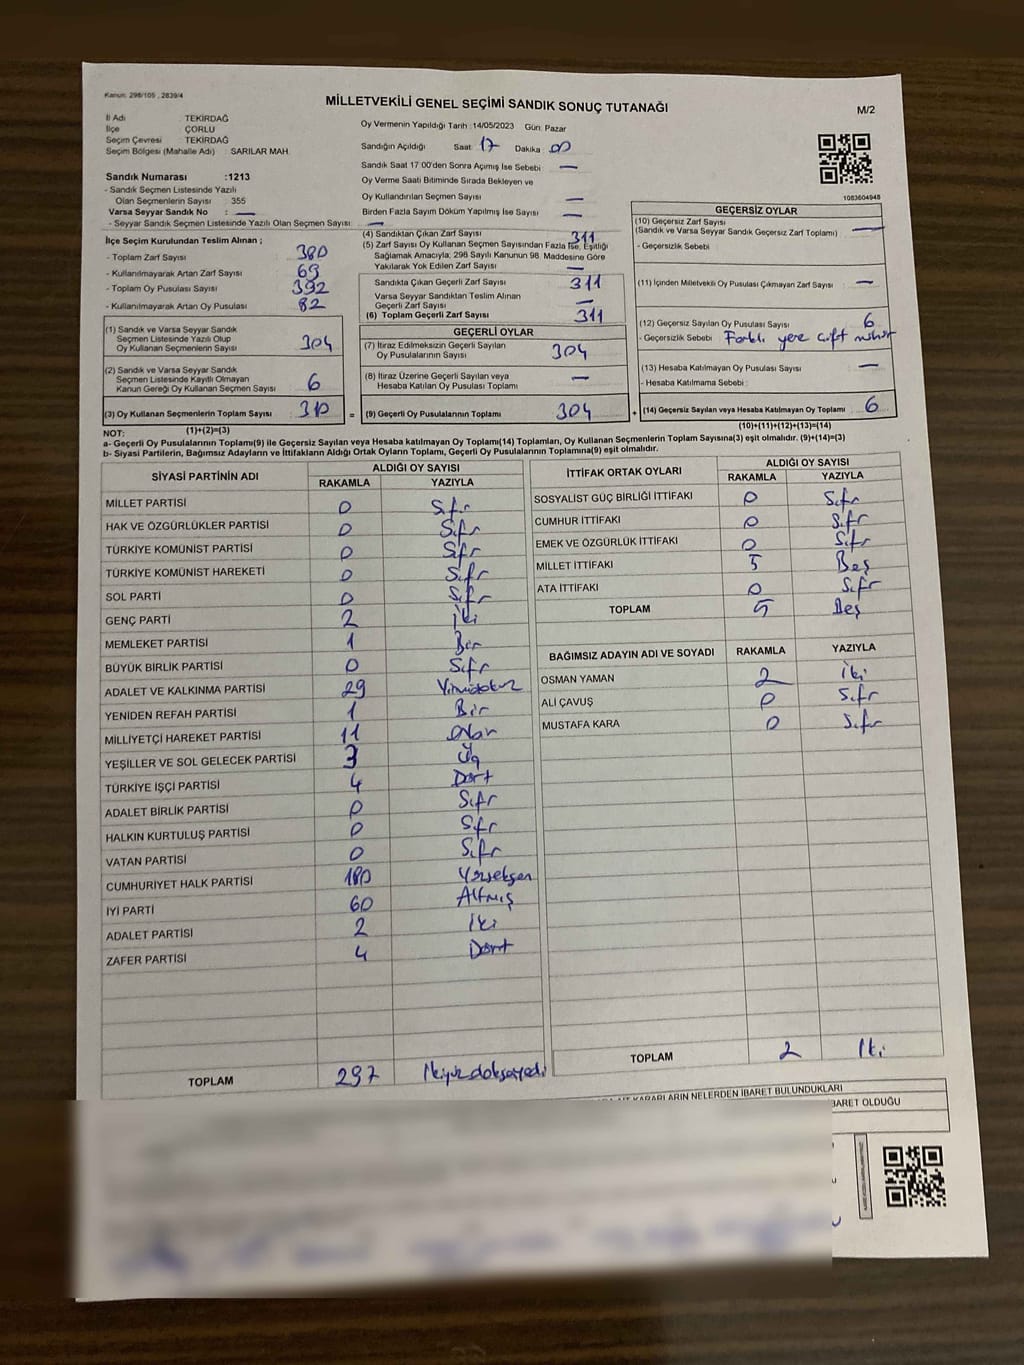 Kanun: 298/105 , 2839/4
MİLLETVEKİLİ GENEL SEÇİMİ SANDIK SONUÇ TUTANAĞI
M/2
İl Adı : TEKİRDAĞ
İlçe : ÇORLU
Seçim Çevresi : TEKİRDAĞ
Seçim Bölgesi (Mahalle Adı) : SARILAR MAH.
Sandık Numarası :1213
- Sandık Seçmen Listesinde Yazılı
Olan Seçmenlerin Sayısı : 355
Varsa Seyyar Sandık No : —
- Seyyar Sandık Seçmen Listesinde Yazılı Olan Seçmen Sayısı: —
İlçe Seçim Kurulundan Teslim Alınan ;
- Toplam Zarf Sayısı : 380
- Kullanılmayarak Artan Zarf Sayısı : 69
- Toplam Oy Pusulası Sayısı : 392
- Kullanılmayarak Artan Oy Pusulası : 82
(1) Sandık ve Varsa Seyyar Sandık
Seçmen Listesinde Yazılı Olup
Oy Kullanan Seçmenlerin Sayısı : 304
(2) Sandık ve Varsa Seyyar Sandık
Seçmen Listesinde Kayıtlı Olmayan
Kanun Gereği Oy Kullanan Seçmen Sayısı : 6
(3) Oy Kullanan Seçmenlerin Toplam Sayısı : 310
(1)+(2)=(3)
Oy Vermenin Yapıldığı Tarih :14/05/2023 Gün: Pazar
Sandığın Açıldığı Saat: 17 Dakika : 00
Sandık Saat 17:00'den Sonra Açımış İse Sebebi : —
Oy Verme Saati Bitiminde Sırada Bekleyen ve
Oy Kullandırılan Seçmen Sayısı : —
Birden Fazla Sayım Döküm Yapılmış İse Sayısı : —
(4) Sandıktan Çıkan Zarf Sayısı : 311
(5) Zarf Sayısı Oy Kullanan Seçmen Sayısından Fazla İse, Eşitliği
Sağlamak Amacıyla; 298 Sayılı Kanunun 98. Maddesine Göre
Yakılarak Yok Edilen Zarf Sayısı : —
Sandıkta Çıkan Geçerli Zarf Sayısı : 311
Varsa Seyyar Sandıktan Teslim Alınan
Geçerli Zarf Sayısı : —
(6) Toplam Geçerli Zarf Sayısı : 311
GEÇERLİ OYLAR
(7) İtiraz Edilmeksizin Geçerli Sayılan
Oy Pusulalarının Sayısı : 304
(8) İtiraz Üzerine Geçerli Sayılan veya
Hesaba Katılan Oy Pusulası Toplamı : —
= (9) Geçerli Oy Pusulalarının Toplamı : 304
1083604948
GEÇERSİZ OYLAR
(10) Geçersiz Zarf Sayısı
(Sandık ve Varsa Seyyar Sandık Geçersiz Zarf Toplamı) : —
- Geçersizlik Sebebi :
(11) İçinden Milletvekili Oy Pusulası Çıkmayan Zarf Sayısı : —
(12) Geçersiz Sayılan Oy Pusulası Sayısı : 6
- Geçersizlik Sebebi : Farklı yere çift mühür
(13) Hesaba Katılmayan Oy Pusulası Sayısı : —
- Hesaba Katılmama Sebebi :
+ (14) Geçersiz Sayılan veya Hesaba Katılmayan Oy Toplamı : 6
(10)+(11)+(12)+(13)=(14)
NOT:
a- Geçerli Oy Pusulalarının Toplamı(9) ile Geçersiz Sayılan veya Hesaba katılmayan Oy Toplamı(14) Toplamları, Oy Kullanan Seçmenlerin Toplam Sayısına(3) eşit olmalıdır. (9)+(14)=(3)
b- Siyasi Partilerin, Bağımsız Adayların ve İttifakların Aldığı Ortak Oyların Toplamı, Geçerli Oy Pusulalarının Toplamına(9) eşit olmalıdır.
SİYASİ PARTİNİN ADI ALDIĞI OY SAYISI
RAKAMLA YAZIYLA
MİLLET PARTİSİ 0 Sıfır
HAK VE ÖZGÜRLÜKLER PARTİSİ 0 Sıfır
TÜRKİYE KOMÜNİST PARTİSİ 0 Sıfır
TÜRKİYE KOMÜNİST HAREKETİ 0 Sıfır
SOL PARTİ 0 Sıfır
GENÇ PARTİ 2 İki
MEMLEKET PARTİSİ 1 Bir
BÜYÜK BİRLİK PARTİSİ 0 Sıfır
ADALET VE KALKINMA PARTİSİ 29 Yirmidokuz
YENİDEN REFAH PARTİSİ 1 Bir
MİLLİYETÇİ HAREKET PARTİSİ 11 Onbir
YEŞİLLER VE SOL GELECEK PARTİSİ 3 Üç
TÜRKİYE İŞÇİ PARTİSİ 4 Dört
ADALET BİRLİK PARTİSİ 0 Sıfır
HALKIN KURTULUŞ PARTİSİ 0 Sıfır
VATAN PARTİSİ 0 Sıfır
CUMHURİYET HALK PARTİSİ 180 Yüzseksen
İYİ PARTİ 60 Altmış
ADALET PARTİSİ 2 İki
ZAFER PARTİSİ 4 Dört
TOPLAM 297 İkiyüzdoksanyedi
İTTİFAK ORTAK OYLARI ALDIĞI OY SAYISI
RAKAMLA YAZIYLA
SOSYALİST GÜÇ BİRLİĞİ İTTİFAKI 0 Sıfır
CUMHUR İTTİFAKI 0 Sıfır
EMEK VE ÖZGÜRLÜK İTTİFAKI 0 Sıfır
MİLLET İTTİFAKI 5 Beş
ATA İTTİFAKI 0 Sıfır
TOPLAM 5 Beş
BAĞIMSIZ ADAYIN ADI VE SOYADI RAKAMLA YAZIYLA
OSMAN YAMAN 2 İki
ALİ ÇAVUŞ 0 Sıfır
MUSTAFA KARA 0 Sıfır
TOPLAM 2 İki
KARARLARIN NELERDEN İBARET BULUNDUKLARI
İBARET OLDUĞU